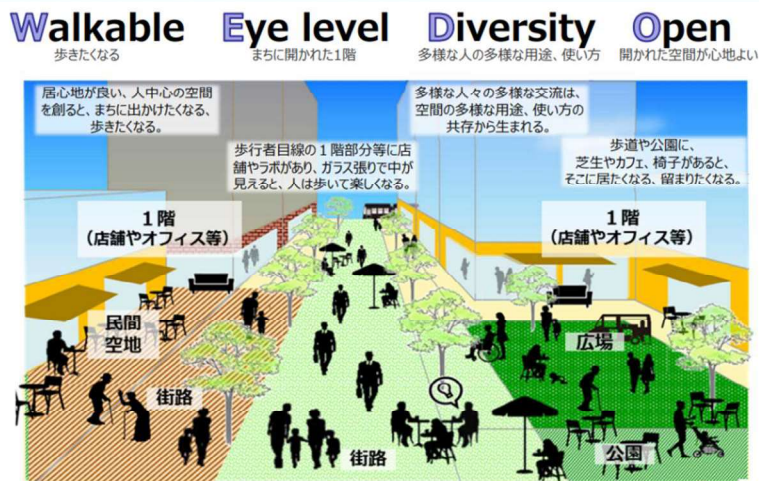 Walkable
歩きたくなる
Eye level
まちに開かれた1階
Diversity
多様な人の多様な用途、使い方
Open
開かれた空間が心地よい
居心地が良い、人中心の空間
を創ると、まちに出かけたくなる、
歩きたくなる。
歩行者目線の1階部分等に店
舗やラボがあり、ガラス張りで中が
見えると、人は歩いて楽しくなる。
多様な人々の多様な交流は、
空間の多様な用途、使い方の
共存から生まれる。
歩道や公園に、
芝生やカフェ、椅子があると、
そこに居たくなる、留まりたくなる。
1階
（店舗やオフィス等）
1階
（店舗やオフィス等）
民間
空地
広場
街路
街路
公園